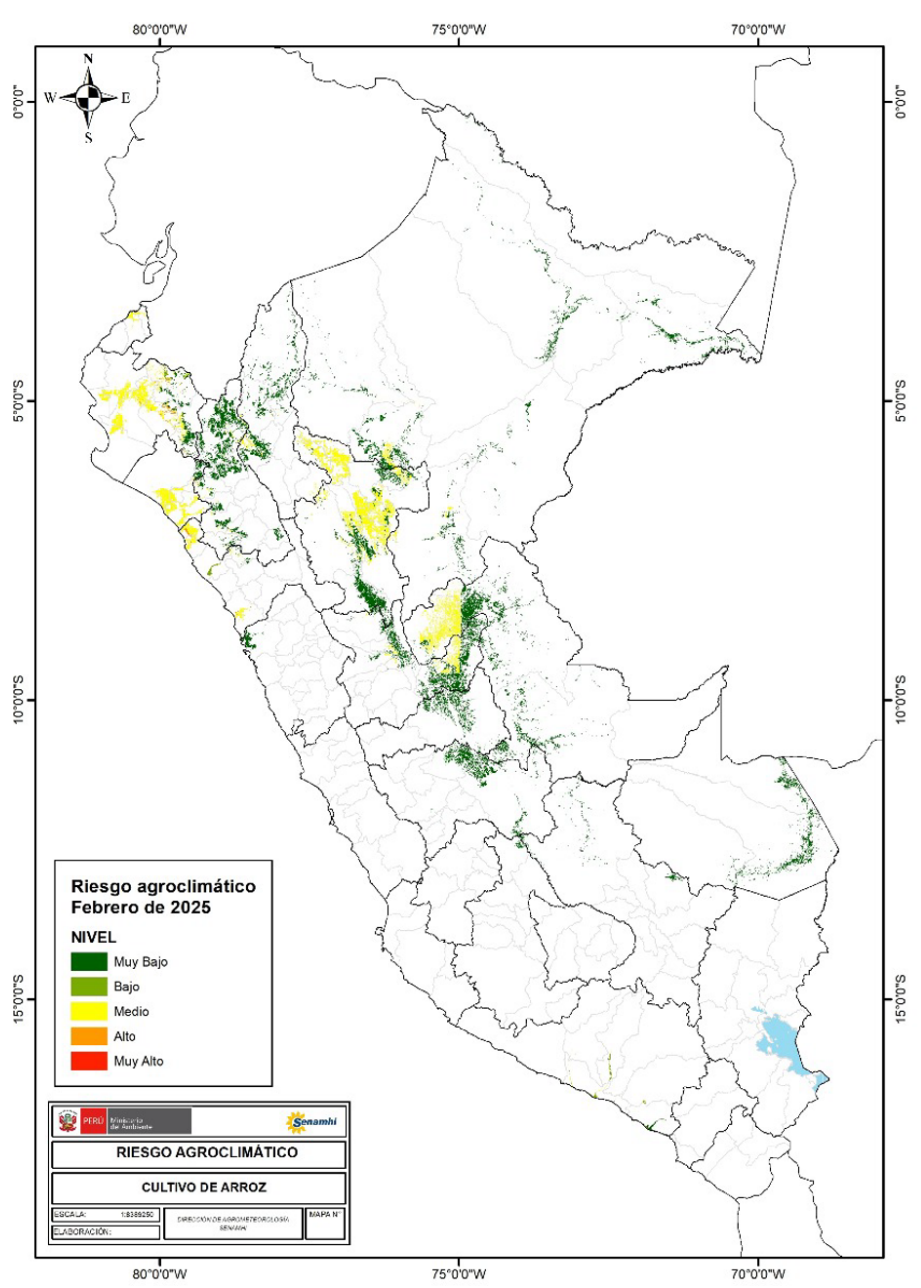 80°0'0"W 75°0'0"W 70°0'0"W
N
W E
S
0°0'0" 0°0'0"
5°0'0"S 5°0'0"S
10°0'0"S 10°0'0"S
15°0'0"S 15°0'0"S
Riesgo agroclimático
Febrero de 2025
NIVEL
Muy Bajo
Bajo
Medio
Alto
Muy Alto
PERÚ Ministerio
del Ambiente
Senamhi
RIESGO AGROCLIMÁTICO
CULTIVO DE ARROZ
ESCALA: 1:8389250
ELABORACIÓN:
DIRECCIÓN DE AGROMETEOROLOGÍA
SENAMHI
MAPA N°
80°0'0"W 75°0'0"W 70°0'0"W